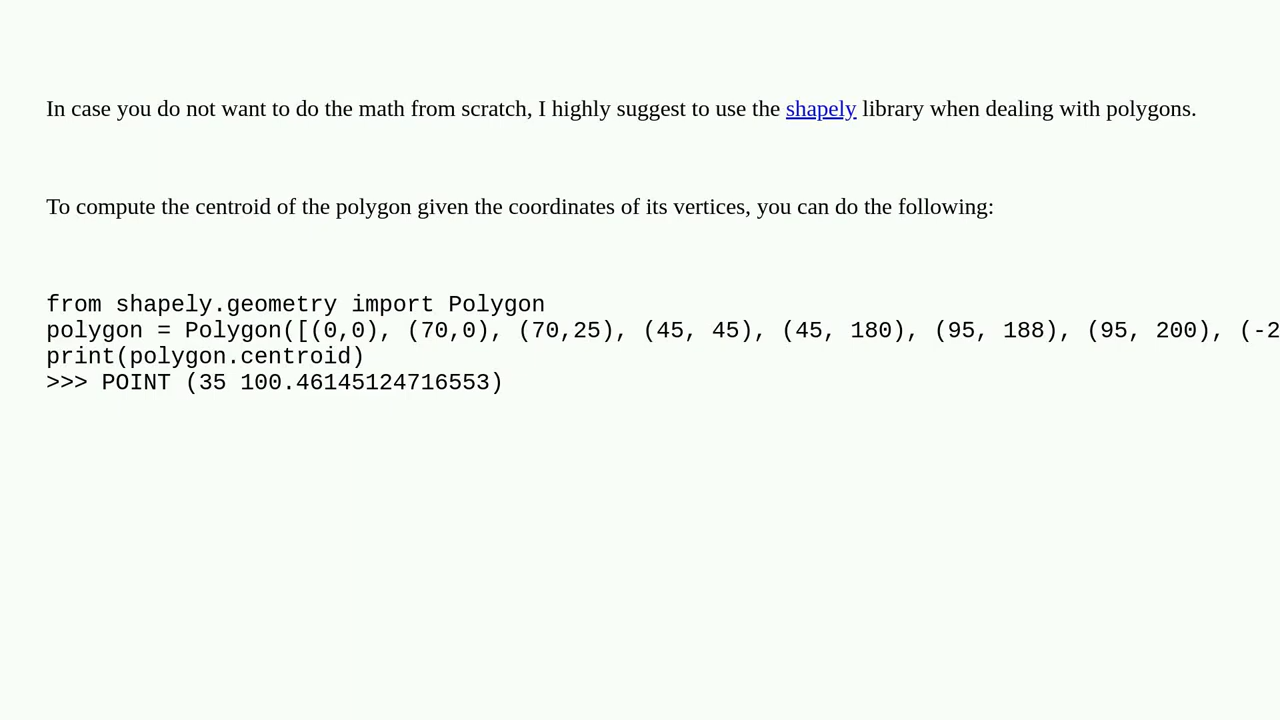 In case you do not want to do the math from scratch, I highly suggest to use the shapely library when dealing with polygons.
To compute the centroid of the polygon given the coordinates of its vertices, you can do the following:
from shapely.geometry import Polygon
polygon = Polygon([(0,0), (70,0), (70,25), (45, 45), (45, 180), (95, 188), (95, 200), (-2
print(polygon.centroid)
>>> POINT (35 100.46145124716553)